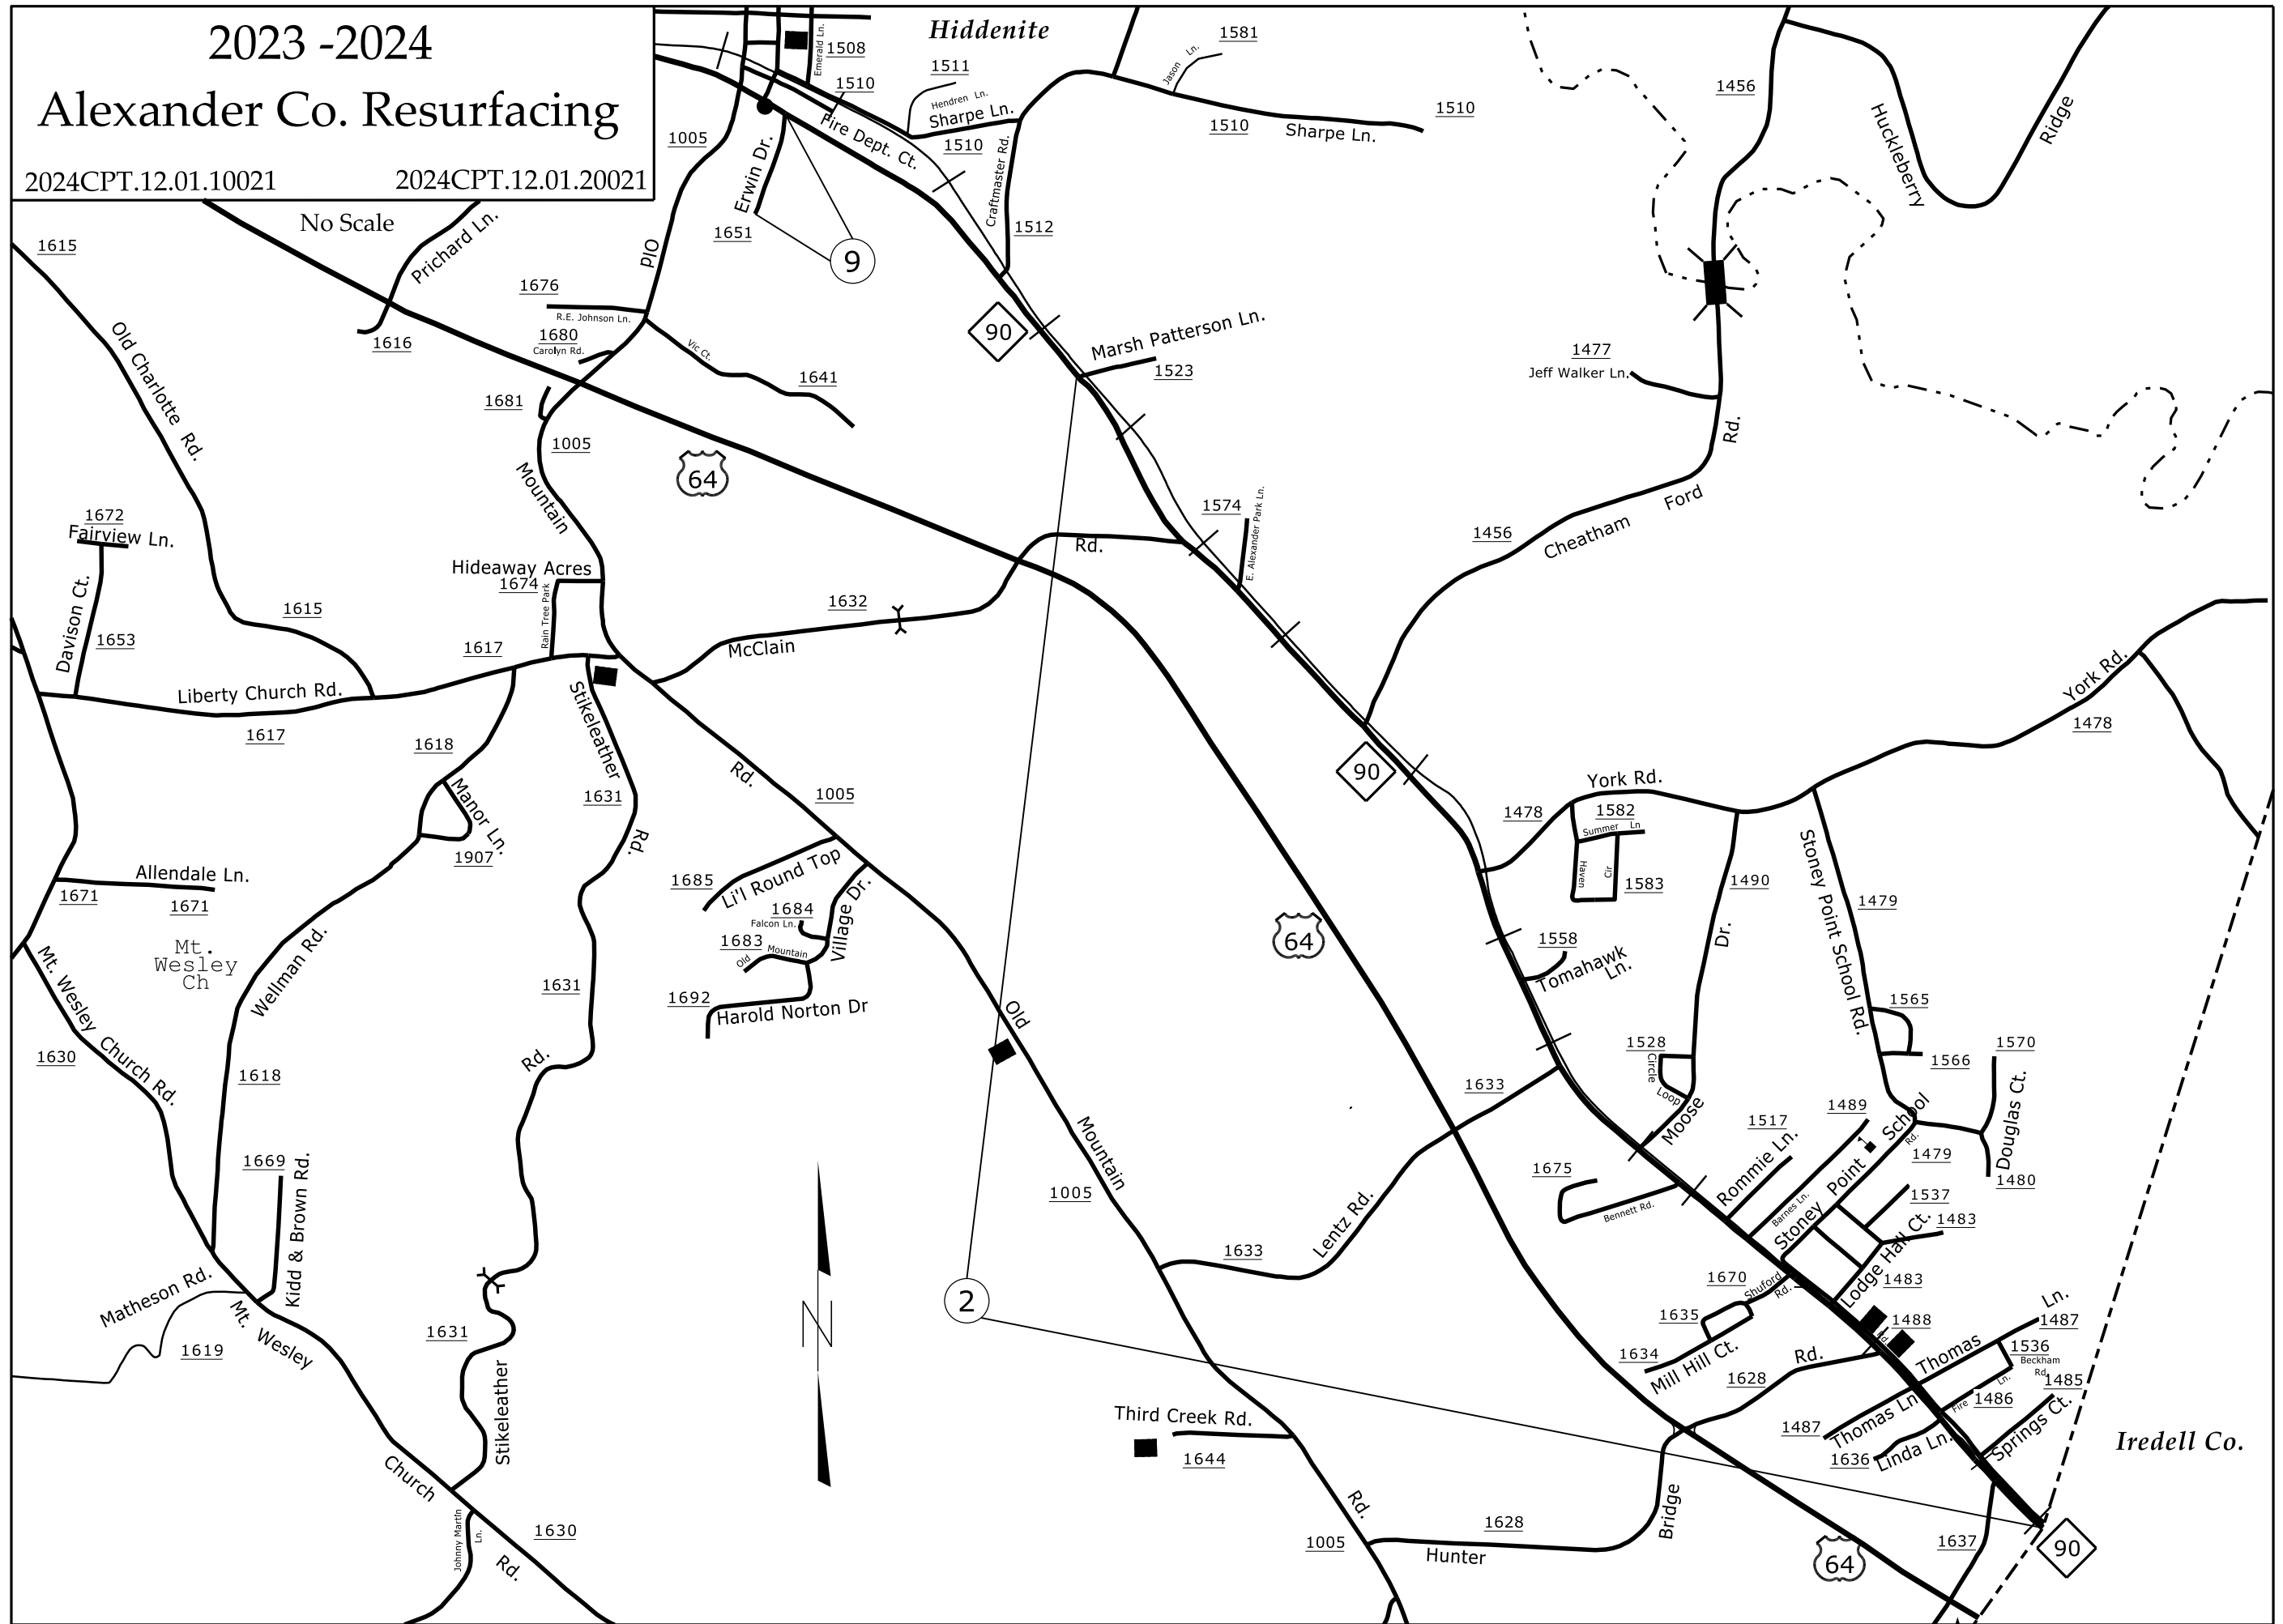 2023 -2024
Alexander Co. Resurfacing
2024CPT.12.01.10021
2024CPT.12.01.20021
No Scale
Hiddenite
Emerald Ln.
1508
1510
1511
Hendren Ln.
Sharpe Ln.
1510
Jason Ln.
1581
1510
1510
Sharpe Ln.
1456
Huckleberry
Ridge
Fire Dept. Ct.
1005
Erwin Dr.
1651
9
Craftmaster Rd.
1512
1615
Prichard Ln.
Old
1616
1676
R.E. Johnson Ln.
1680
Carolyn Rd.
Vic Ct.
1641
90
Marsh Patterson Ln.
1523
1477
Jeff Walker Ln.
Old Charlotte Rd.
1681
1005
Mountain
64
Rd.
Ford
Cheatham
1456
1574
E. Alexander Park Ln.
1672
Fairview Ln.
Davison Ct.
1653
1615
Hideaway Acres
1674
Rain Tree Park
Rd.
1632
McClain
1617
Liberty Church Rd.
1617
Stikeleather
1618
Manor Ln.
1907
1631
Rd.
Rd.
1005
90
York Rd.
1478
York Rd.
1478
1582
Summer Ln
Haven
Cir
1583
1490
Dr.
Stoney Point School Rd.
1479
Allendale Ln.
1671
1671
Mt.
Wesley
Ch
Mt. Wesley
Church Rd.
1630
Wellman Rd.
1618
1631
Rd.
1685
Li'l Round Top
1684
Falcon Ln.
1683
Old
Mountain
Village Dr.
1692
Harold Norton Dr
64
1558
Tomahawk
Ln.
Old
1528
Circle
Loop
Moose
1565
1566
1570
Douglas Ct.
1480
1633
1489
School
Rd.
1479
1517
Rommie Ln.
Barnes Ln.
Stoney Point
1537
1483
Lodge Hall Ct.
1483
1675
Bennett Rd.
1669
Kidd & Brown Rd.
Mountain
1005
Lentz Rd.
1633
Matheson Rd.
1619
Mt. Wesley
1631
Stikeleather
N
2
1670
Shuford
Rd.
1635
1634
Mill Hill Ct.
1488
Rd.
Rd.
1628
Thomas
Ln.
1487
1536
Beckham
Rd.
1485
1486
Fire
Ln.
1487
Thomas Ln
1636
Linda Ln.
Springs Ct.
Iredell Co.
Third Creek Rd.
1644
Church
1630
Rd.
Johnny Martin
Ln.
Rd.
1005
1628
Hunter
Bridge
64
1637
90